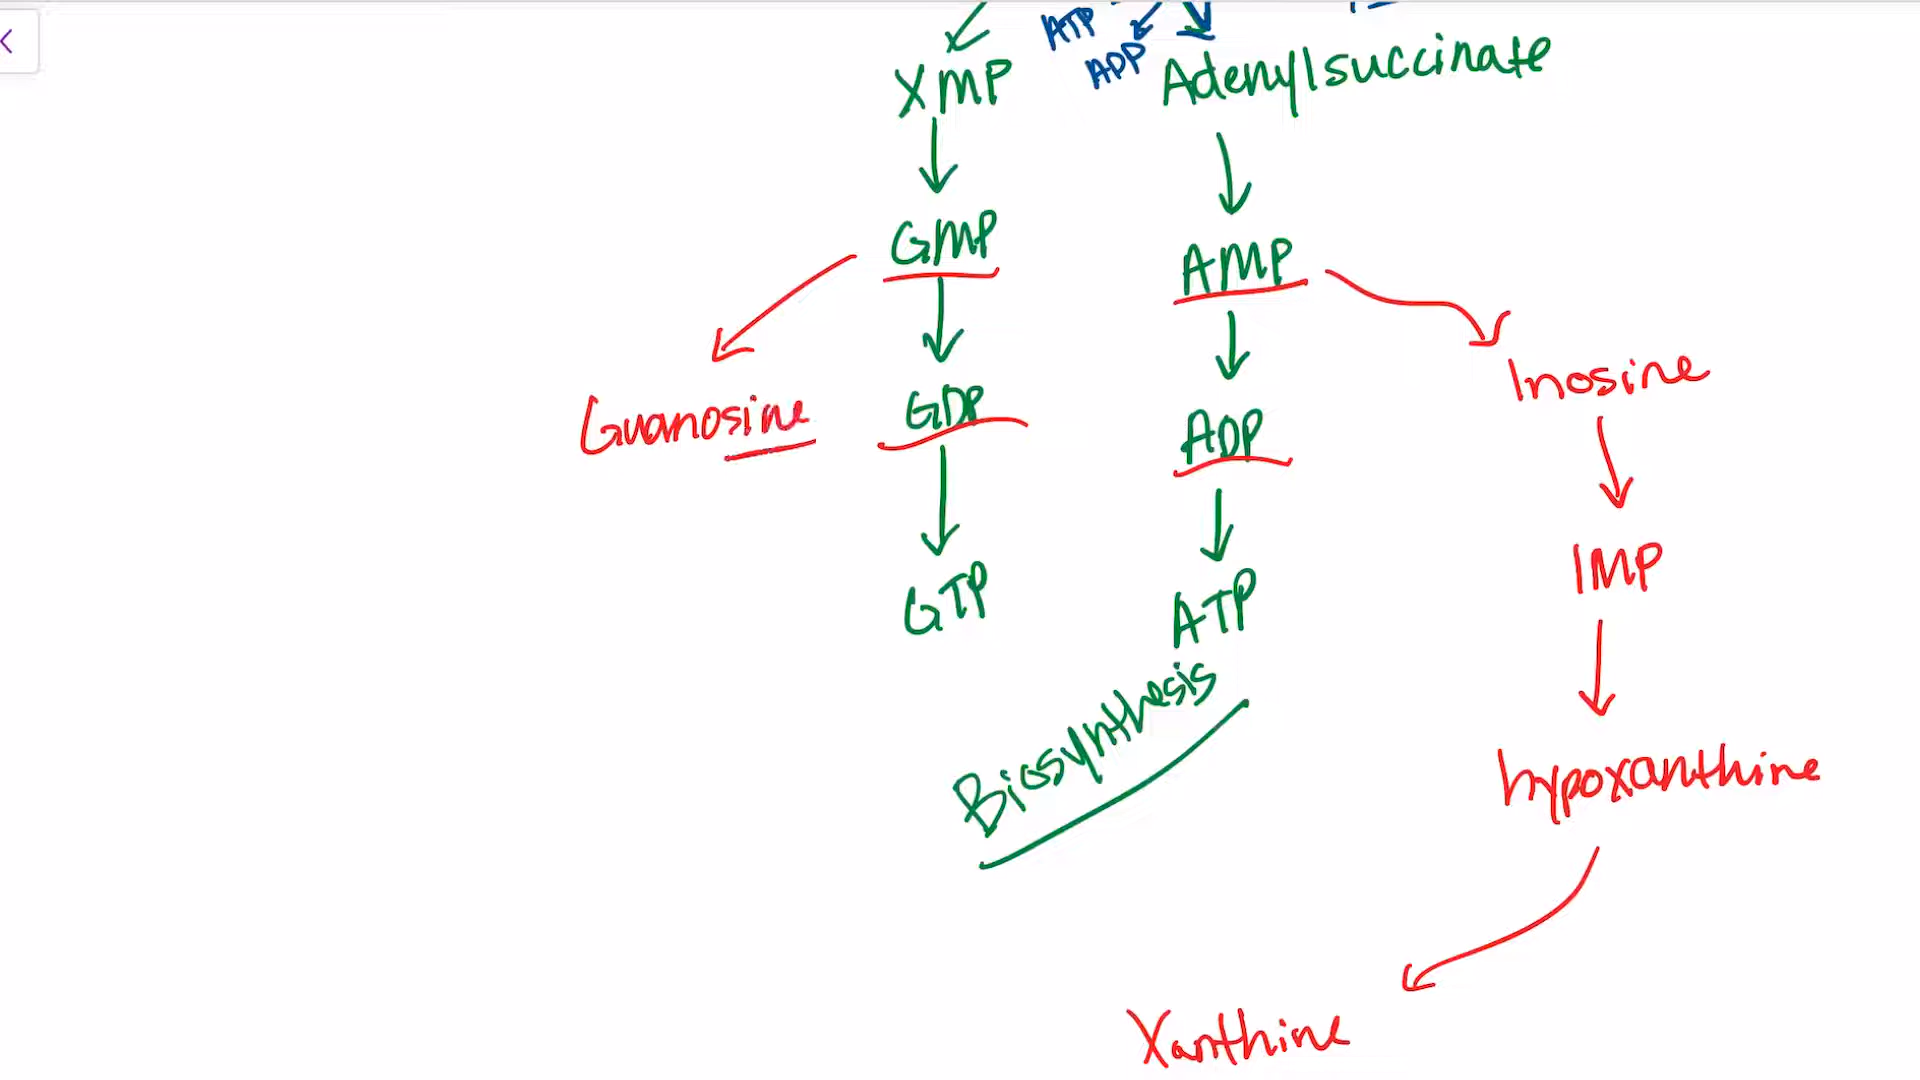 ATP
ADP
XMP
Adenylsuccinate
GMP
AMP
Guanosine
GDP
ADP
Inosine
GTP
ATP
IMP
Biosynthesis
hypoxanthine
Xanthine